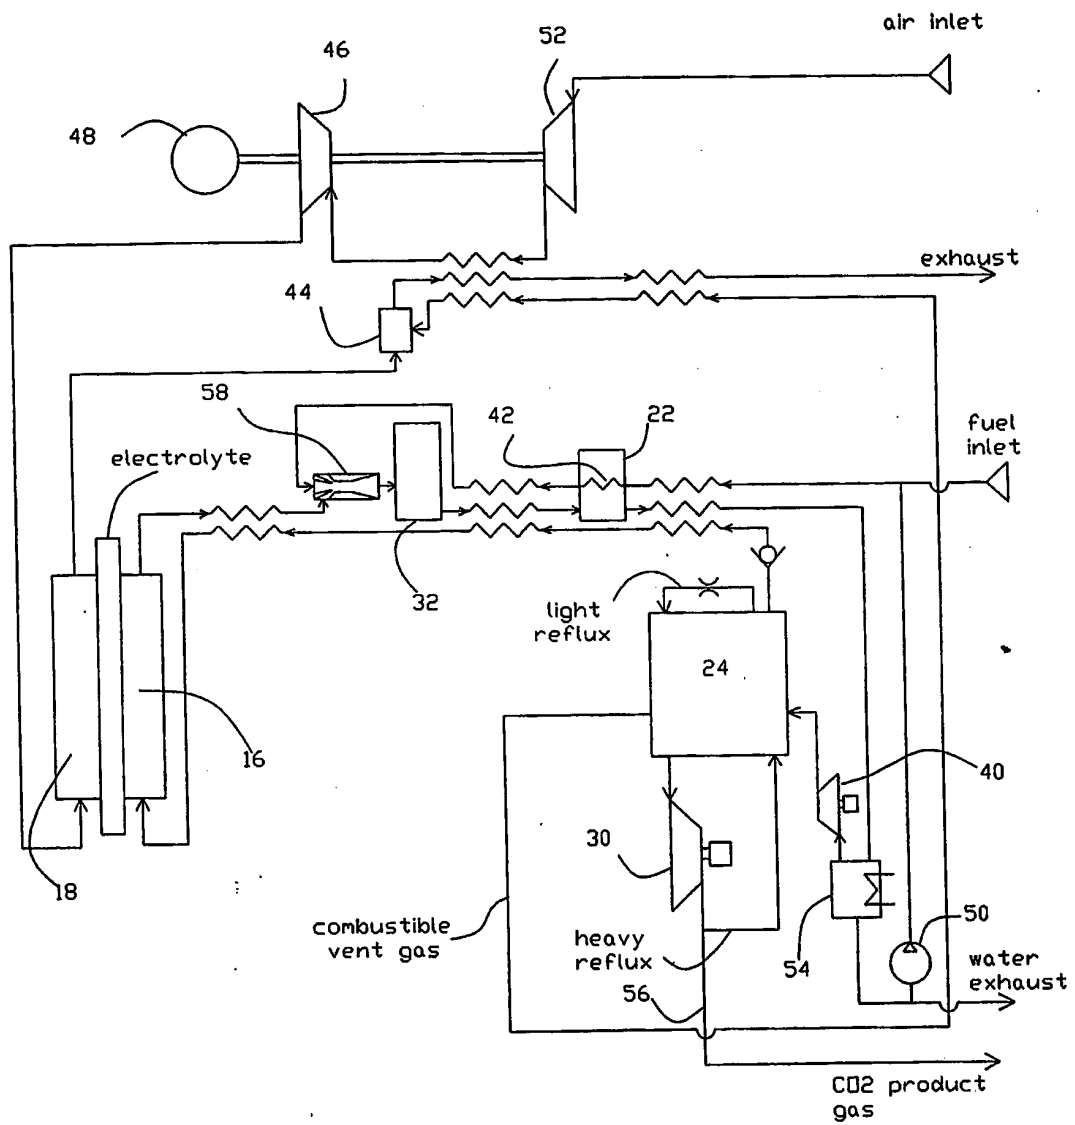 air inlet
52
46
48
exhaust
44
58
42
22
fuel
inlet
electrolyte
32
light
reflux
24
16
40
30
18
combustible
vent gas
heavy
reflux
54
50
water
exhaust
56
CO2 product
gas